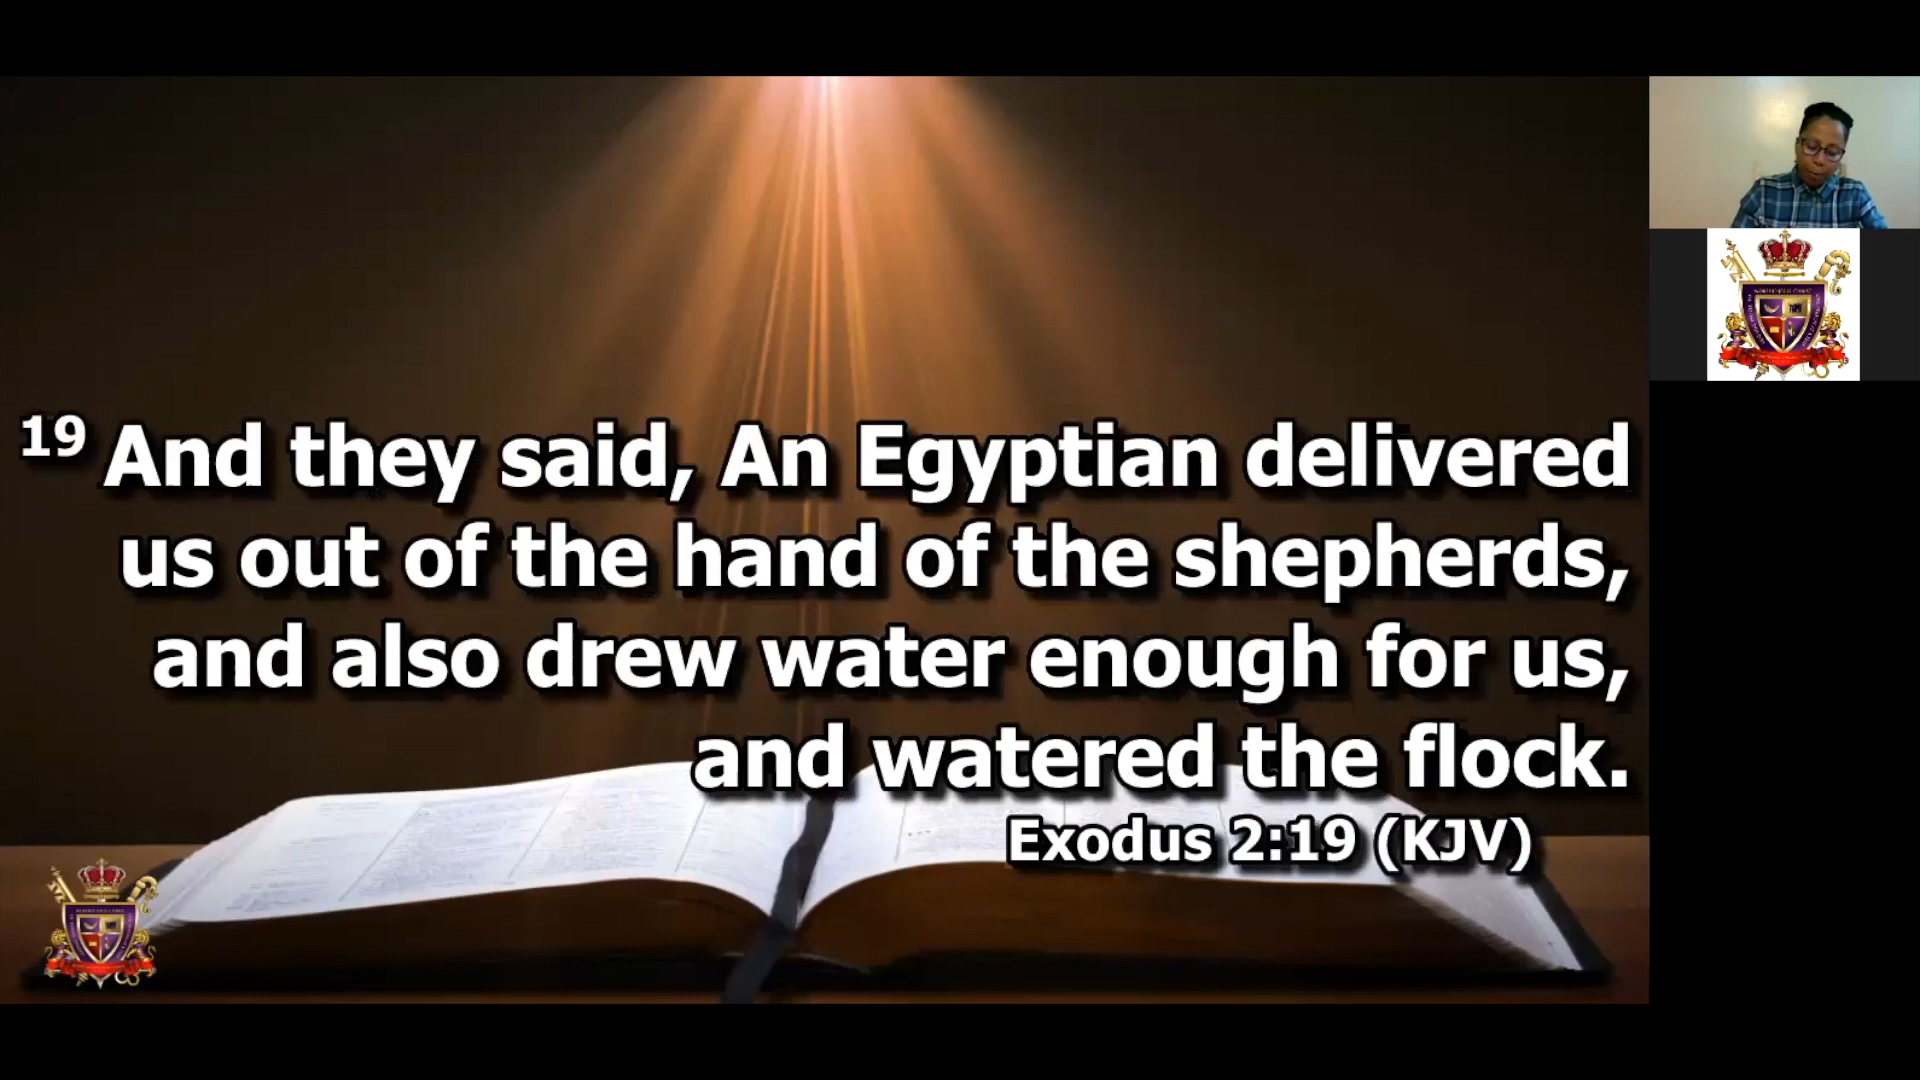 19 And they said, An Egyptian delivered
us out of the hand of the shepherds,
and also drew water enough for us,
and watered the flock.
Exodus 2:19 (KJV)